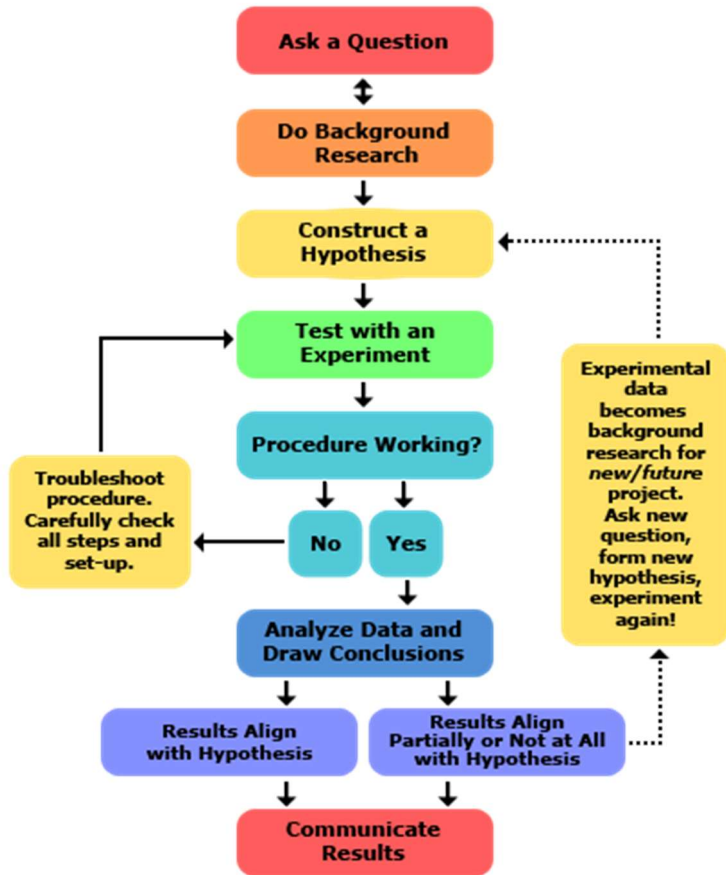 Ask a Question
Do Background
Research
Construct a
Hypothesis
Test with an
Experiment
Procedure Working?
No
Yes
Troubleshoot
procedure.
Carefully check
all steps and
set-up.
Experimental
data
becomes
background
research for
new/future
project.
Ask new
question,
form new
hypothesis,
experiment
again!
Analyze Data and
Draw Conclusions
Results Align
with Hypothesis
Results Align
Partially or Not at All
with Hypothesis
Communicate
Results